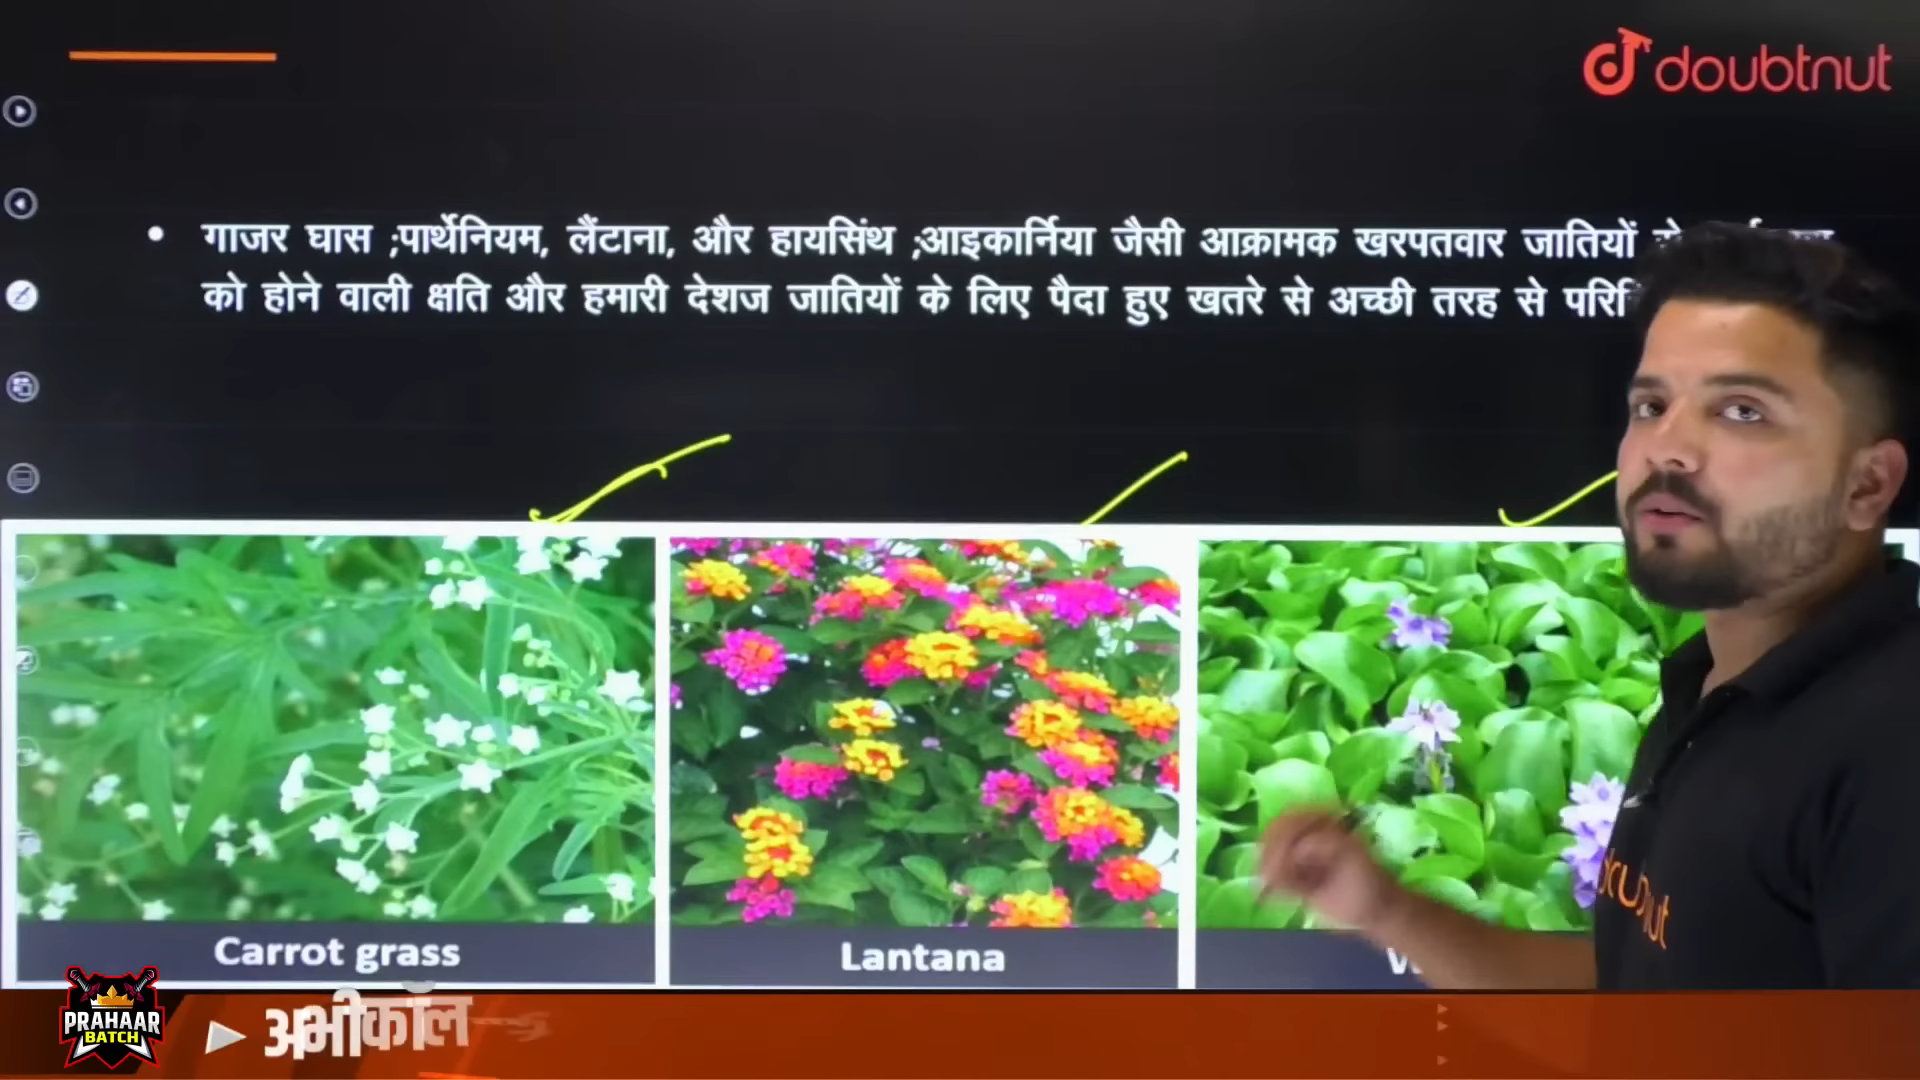 doubtnut
• गाजर घास ;पार्थेनियम, लैंटाना, और हायसिंथ ;आइकार्निया जैसी आक्रामक खरपतवार जातियों
को होने वाली क्षति और हमारी देशज जातियों के लिए पैदा हुए खतरे से अच्छी तरह से
Carrot grass
Lantana
PRAHAAR
BATCH
अभी कॉल